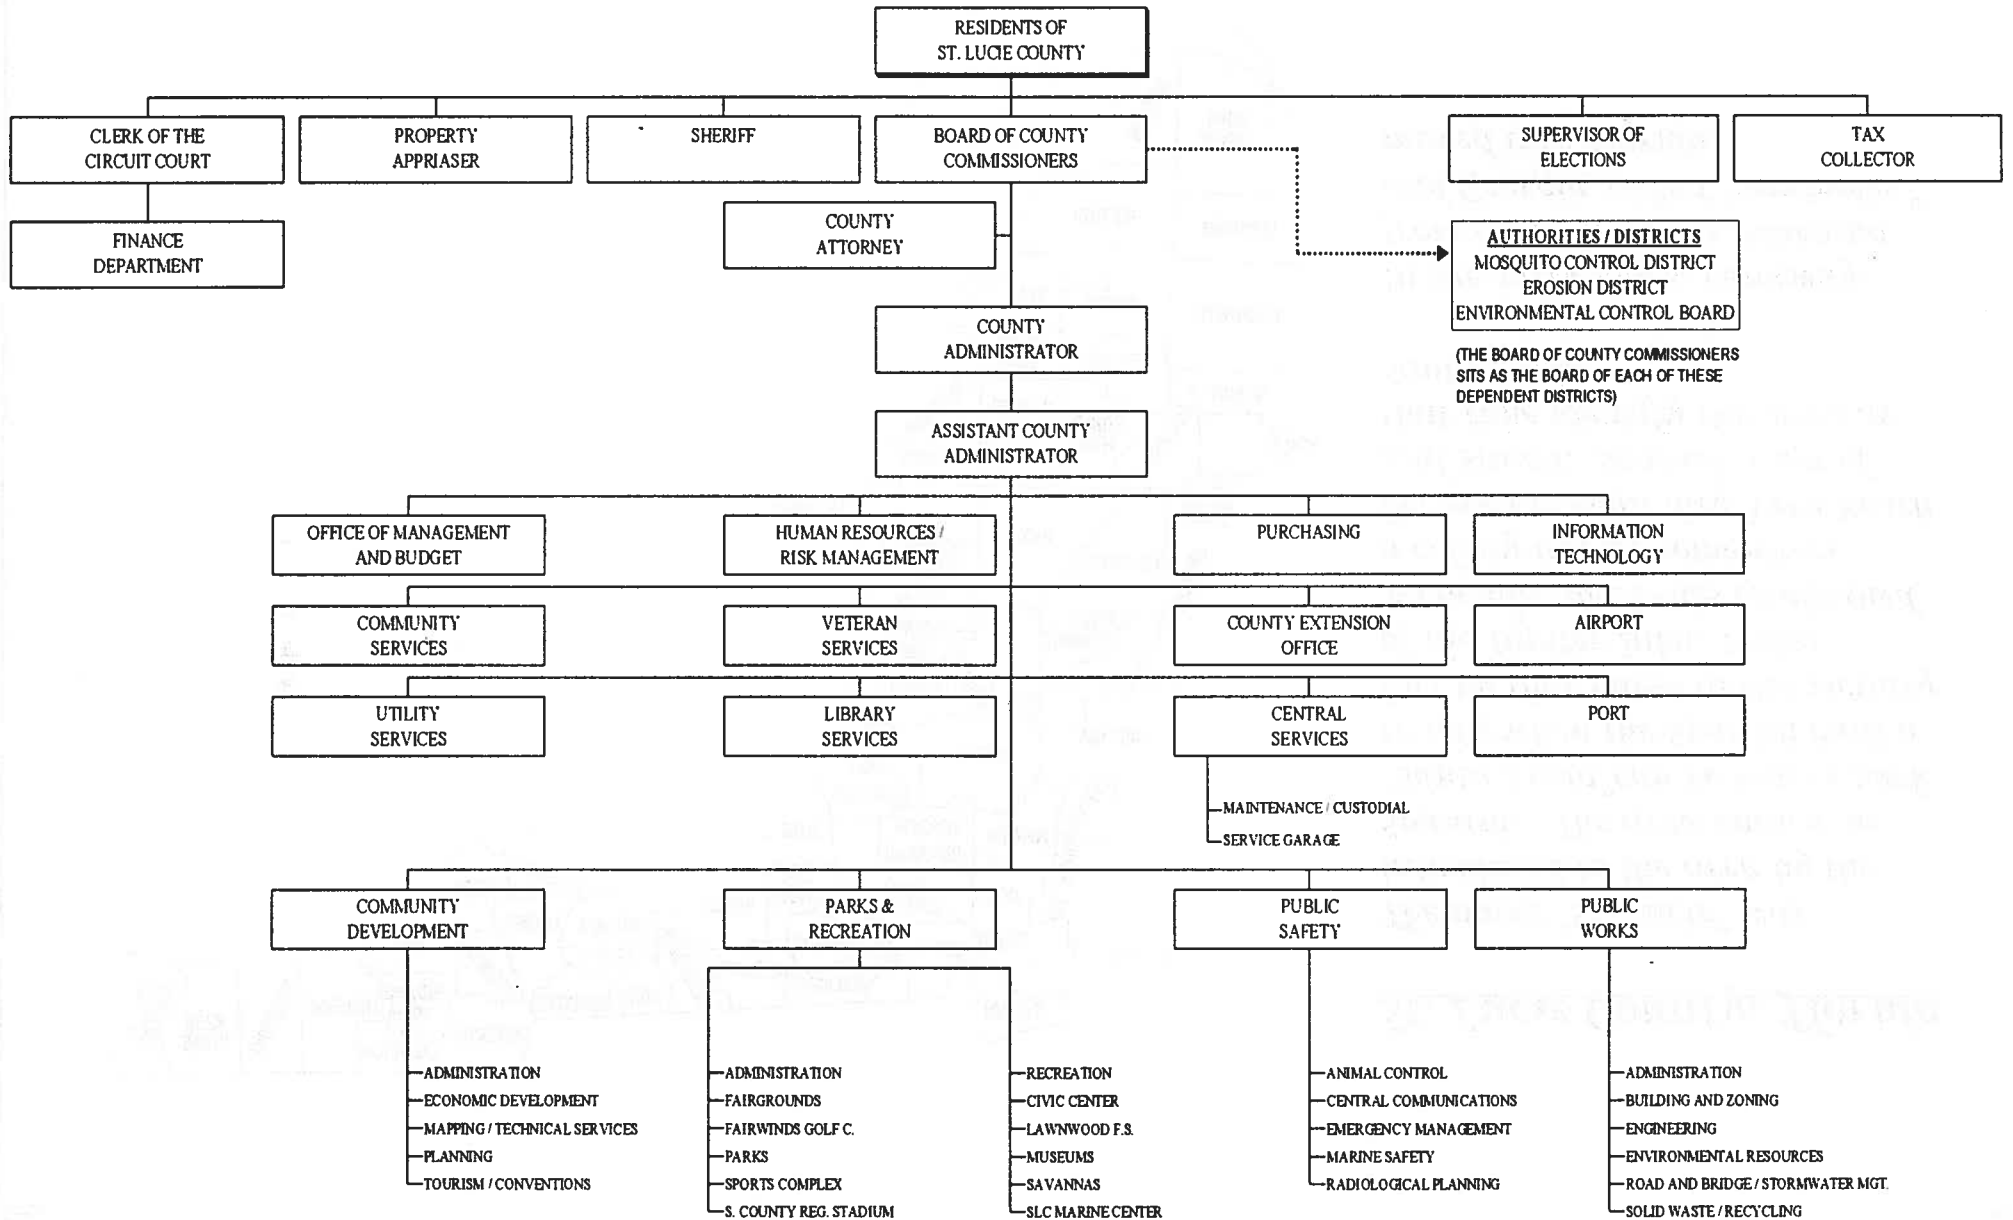 RESIDENTS OF
ST. LUCIE COUNTY
CLERK OF THE
CIRCUIT COURT
PROPERTY
APPRIASER
SHERIFF
BOARD OF COUNTY
COMMISSIONERS
SUPERVISOR OF
ELECTIONS
TAX
COLLECTOR
FINANCE
DEPARTMENT
COUNTY
ATTORNEY
AUTHORITIES / DISTRICTS
MOSQUITO CONTROL DISTRICT
EROSION DISTRICT
ENVIRONMENTAL CONTROL BOARD
(THE BOARD OF COUNTY COMMISSIONERS
SITS AS THE BOARD OF EACH OF THESE
DEPENDENT DISTRICTS)
COUNTY
ADMINISTRATOR
ASSISTANT COUNTY
ADMINISTRATOR
OFFICE OF MANAGEMENT
AND BUDGET
HUMAN RESOURCES /
RISK MANAGEMENT
PURCHASING
INFORMATION
TECHNOLOGY
COMMUNITY
SERVICES
VETERAN
SERVICES
COUNTY EXTENSION
OFFICE
AIRPORT
UTILITY
SERVICES
LIBRARY
SERVICES
CENTRAL
SERVICES
PORT
MAINTENANCE / CUSTODIAL
SERVICE GARAGE
COMMUNITY
DEVELOPMENT
PARKS &
RECREATION
PUBLIC
SAFETY
PUBLIC
WORKS
ADMINISTRATION
ECONOMIC DEVELOPMENT
MAPPING / TECHNICAL SERVICES
PLANNING
TOURISM / CONVENTIONS
ADMINISTRATION
FAIRGROUNDS
FAIRWINDS GOLF C.
PARKS
SPORTS COMPLEX
S. COUNTY REG. STADIUM
RECREATION
CIVIC CENTER
LAWNWOOD F.S.
MUSEUMS
SAVANNAS
SLC MARINE CENTER
ANIMAL CONTROL
CENTRAL COMMUNICATIONS
EMERGENCY MANAGEMENT
MARINE SAFETY
RADIOLOGICAL PLANNING
ADMINISTRATION
BUILDING AND ZONING
ENGINEERING
ENVIRONMENTAL RESOURCES
ROAD AND BRIDGE / STORMWATER MGT.
SOLID WASTE / RECYCLING